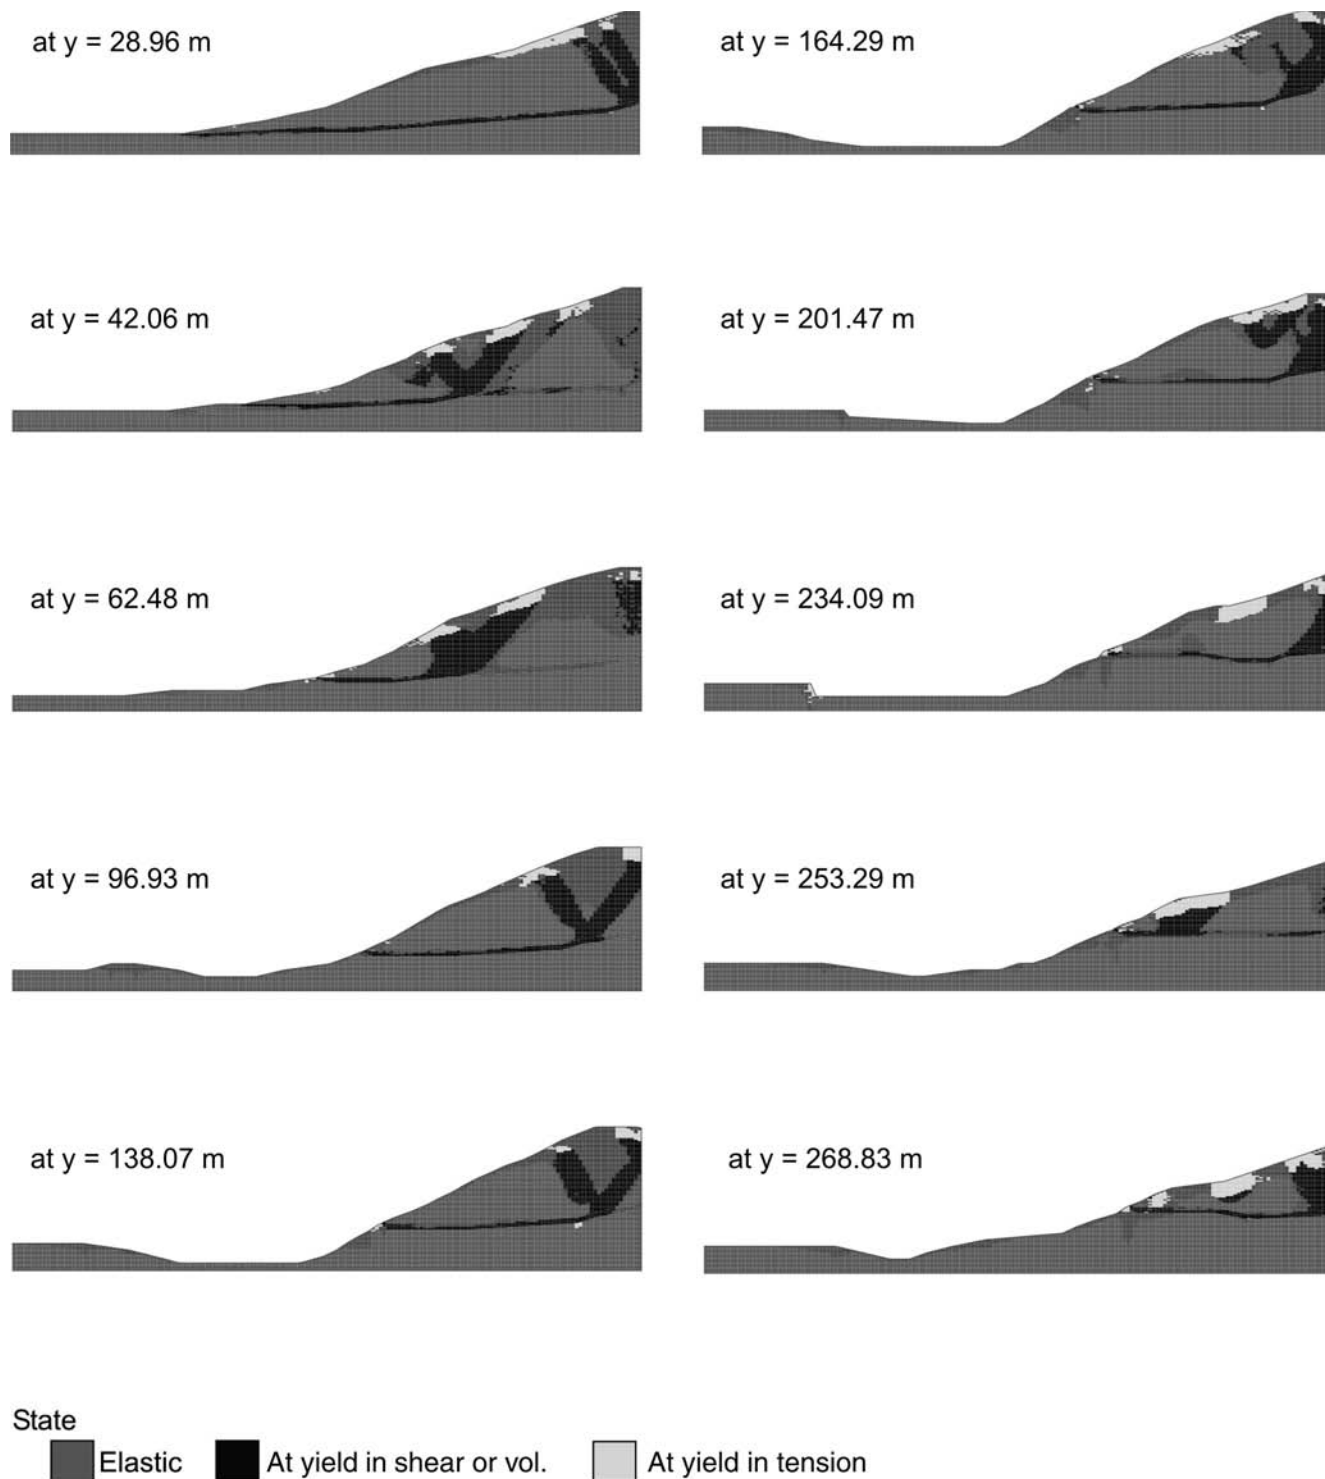 at y = 28.96 m
at y = 164.29 m
at y = 42.06 m
at y = 201.47 m
at y = 62.48 m
at y = 234.09 m
at y = 96.93 m
at y = 253.29 m
at y = 138.07 m
at y = 268.83 m
State
Elastic At yield in shear or vol. At yield in tension